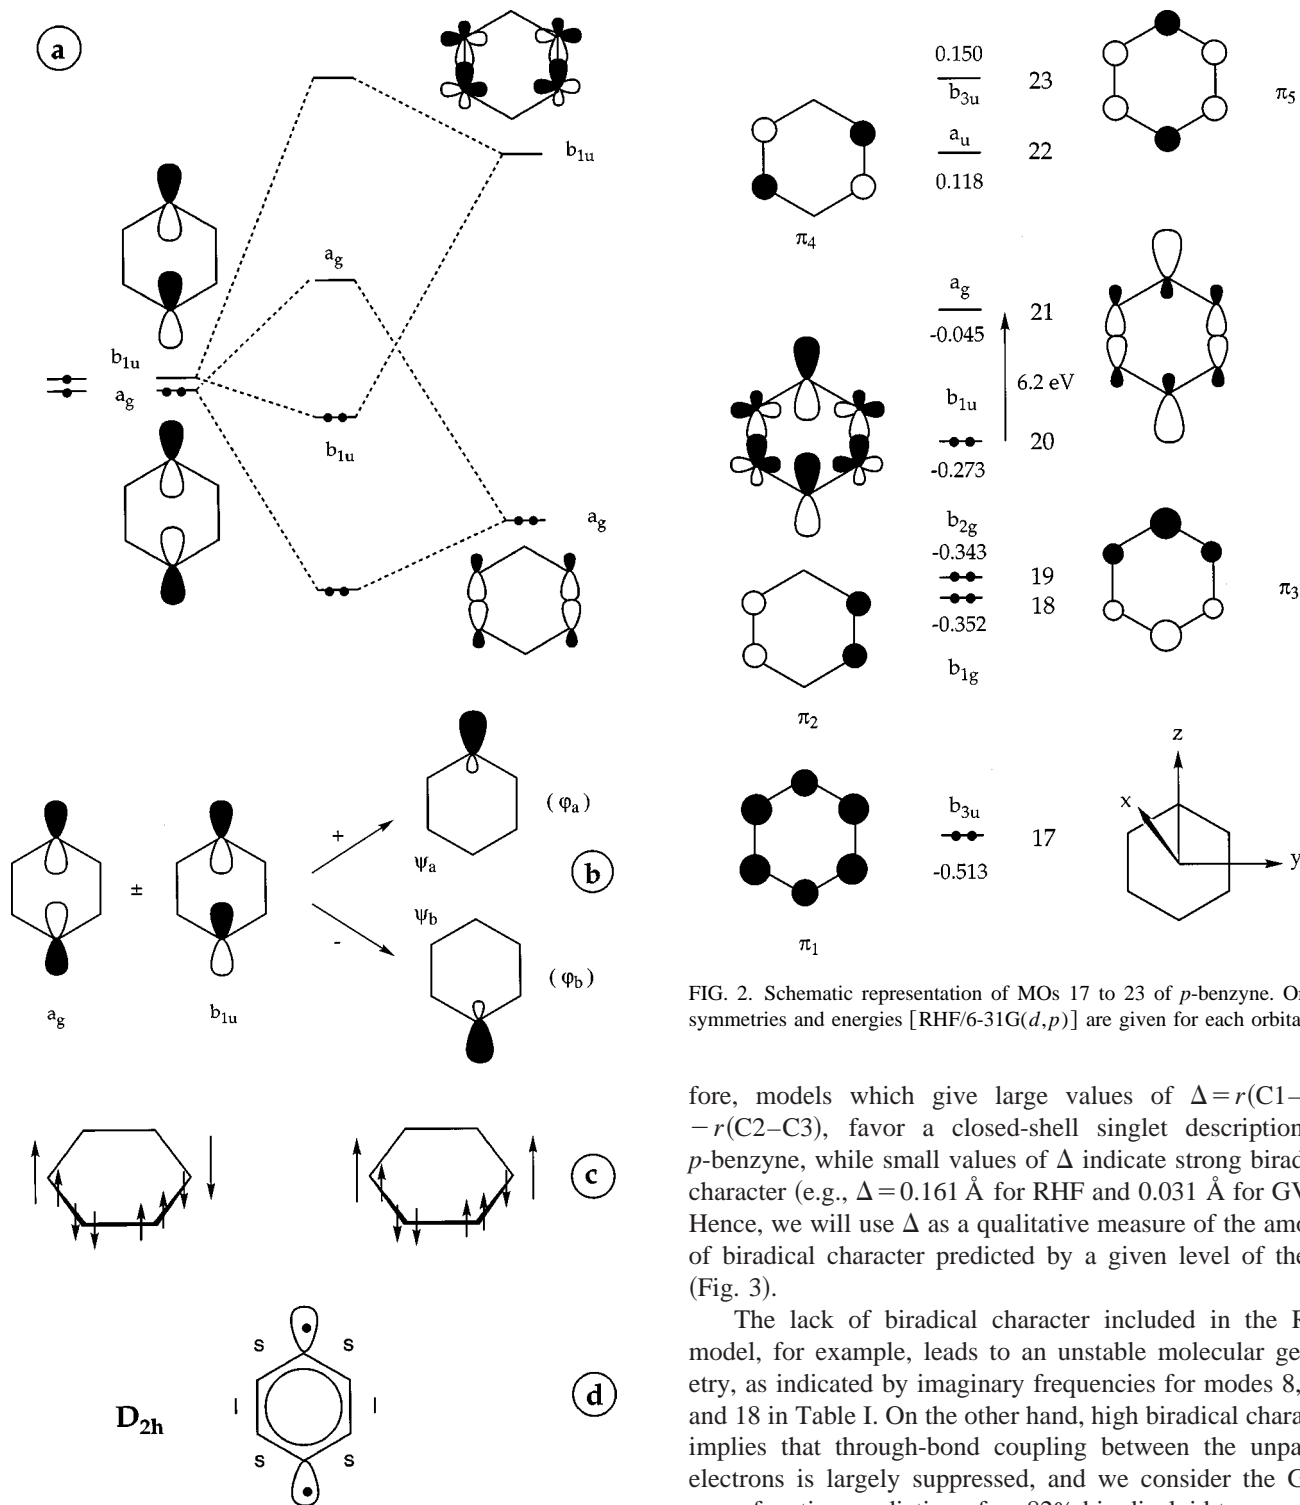 a
b1u
b1u
ag
b1u
ag
b1u
ag
+
(φa)
ψa
±
b
ψb
-
(φb)
ag
b1u
c
S S
I I
d
D2h
S S
0.150
23
b3u
π5
au
22
0.118
π4
ag
21
-0.045
6.2 eV
b1u
20
-0.273
b2g
-0.343
19
18
π3
-0.352
b1g
π2
z
x
b3u
17
y
-0.513
π1
FIG. 2. Schematic representation of MOs 17 to 23 of p-benzyne. Or
symmetries and energies [RHF/6-31G(d,p)] are given for each orbita
fore, models which give large values of Δ=r(C1–
−r(C2–C3), favor a closed-shell singlet description
p-benzyne, while small values of Δ indicate strong birad
character (e.g., Δ=0.161 Å for RHF and 0.031 Å for GV
Hence, we will use Δ as a qualitative measure of the amo
of biradical character predicted by a given level of the
(Fig. 3).
The lack of biradical character included in the R
model, for example, leads to an unstable molecular ge
etry, as indicated by imaginary frequencies for modes 8,
and 18 in Table I. On the other hand, high biradical chara
implies that through-bond coupling between the unpa
electrons is largely suppressed, and we consider the G